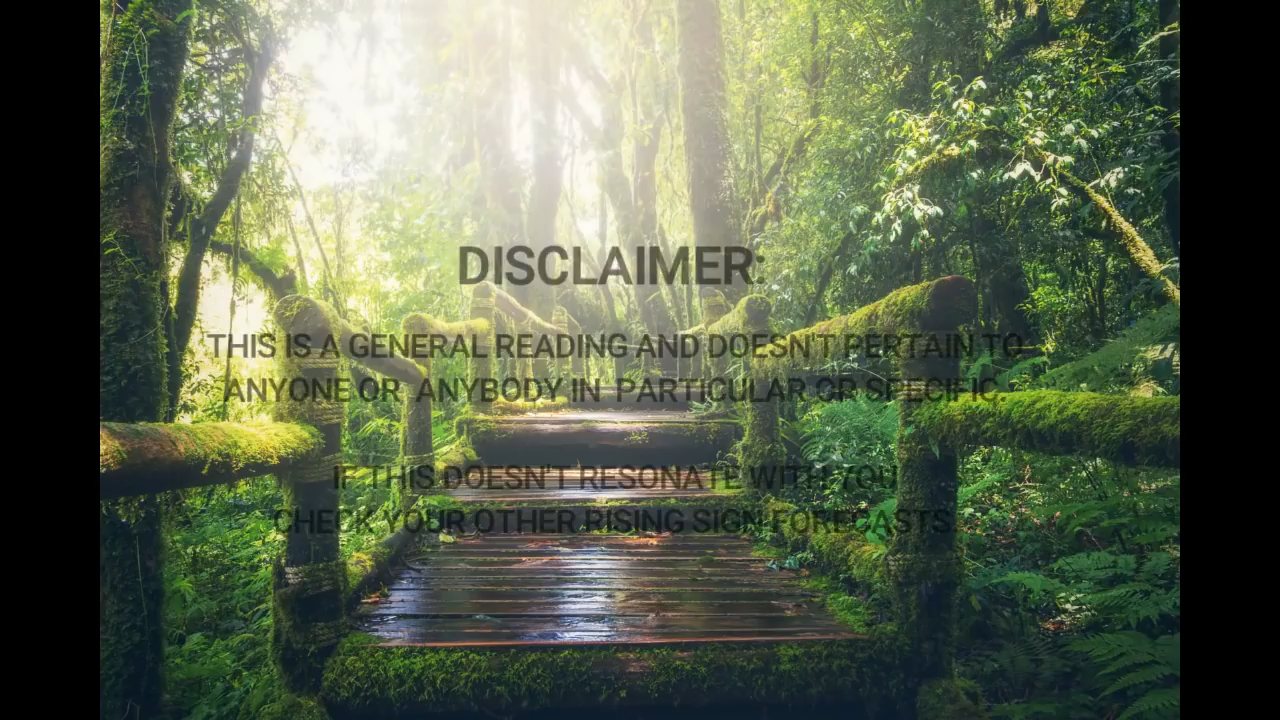 DISCLAIMER:
THIS IS A GENERAL READING AND DOESN'T PERTAIN TO
ANYONE OR ANYBODY IN PARTICULAR OR SPECIFIC.
IF THIS DOESN'T RESONATE WITH YOU
CHECK YOUR OTHER RISING SIGN FORECASTS